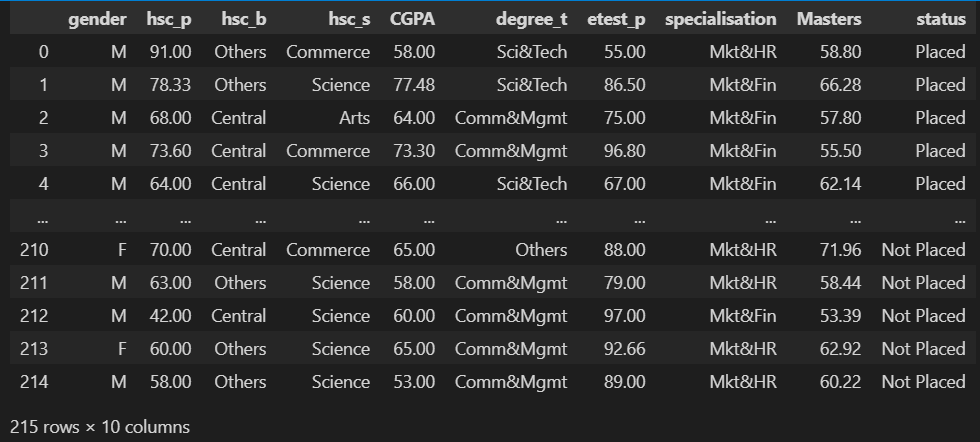 gender hsc_p hsc_b hsc_s CGPA degree_t etest_p specialisation Masters status
0 M 91.00 Others Commerce 58.00 Sci&Tech 55.00 Mkt&HR 58.80 Placed
1 M 78.33 Others Science 77.48 Sci&Tech 86.50 Mkt&Fin 66.28 Placed
2 M 68.00 Central Arts 64.00 Comm&Mgmt 75.00 Mkt&Fin 57.80 Placed
3 M 73.60 Central Commerce 73.30 Comm&Mgmt 96.80 Mkt&Fin 55.50 Placed
4 M 64.00 Central Science 66.00 Sci&Tech 67.00 Mkt&Fin 62.14 Placed
... ... ... ... ... ... ... ... ... ... ...
210 F 70.00 Central Commerce 65.00 Others 88.00 Mkt&HR 71.96 Not Placed
211 M 63.00 Others Science 58.00 Comm&Mgmt 79.00 Mkt&HR 58.44 Not Placed
212 M 42.00 Central Science 60.00 Comm&Mgmt 97.00 Mkt&Fin 53.39 Not Placed
213 F 60.00 Others Science 65.00 Comm&Mgmt 92.66 Mkt&HR 62.92 Not Placed
214 M 58.00 Others Science 53.00 Comm&Mgmt 89.00 Mkt&HR 60.22 Not Placed
215 rows × 10 columns